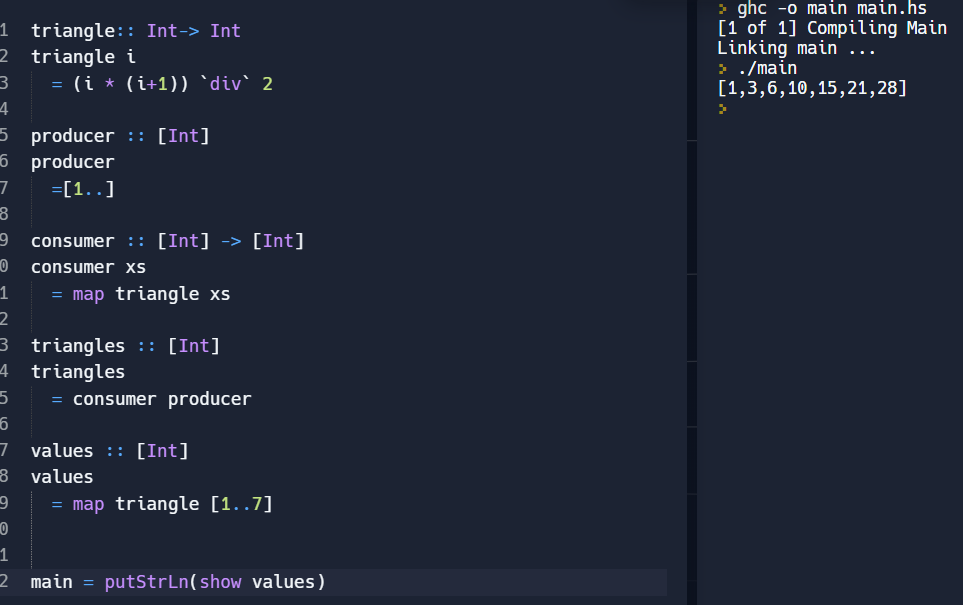 1 triangle:: Int-> Int
2 triangle i
3 = (i * (i+1)) `div` 2
4
5 producer :: [Int]
6 producer
7 =[1..]
8
9 consumer :: [Int] -> [Int]
0 consumer xs
1 = map triangle xs
2
3 triangles :: [Int]
4 triangles
5 = consumer producer
6
7 values :: [Int]
8 values
9 = map triangle [1..7]
0
1
2 main = putStrLn(show values)
> ghc -o main main.hs
[1 of 1] Compiling Main
Linking main ...
> ./main
[1,3,6,10,15,21,28]
>